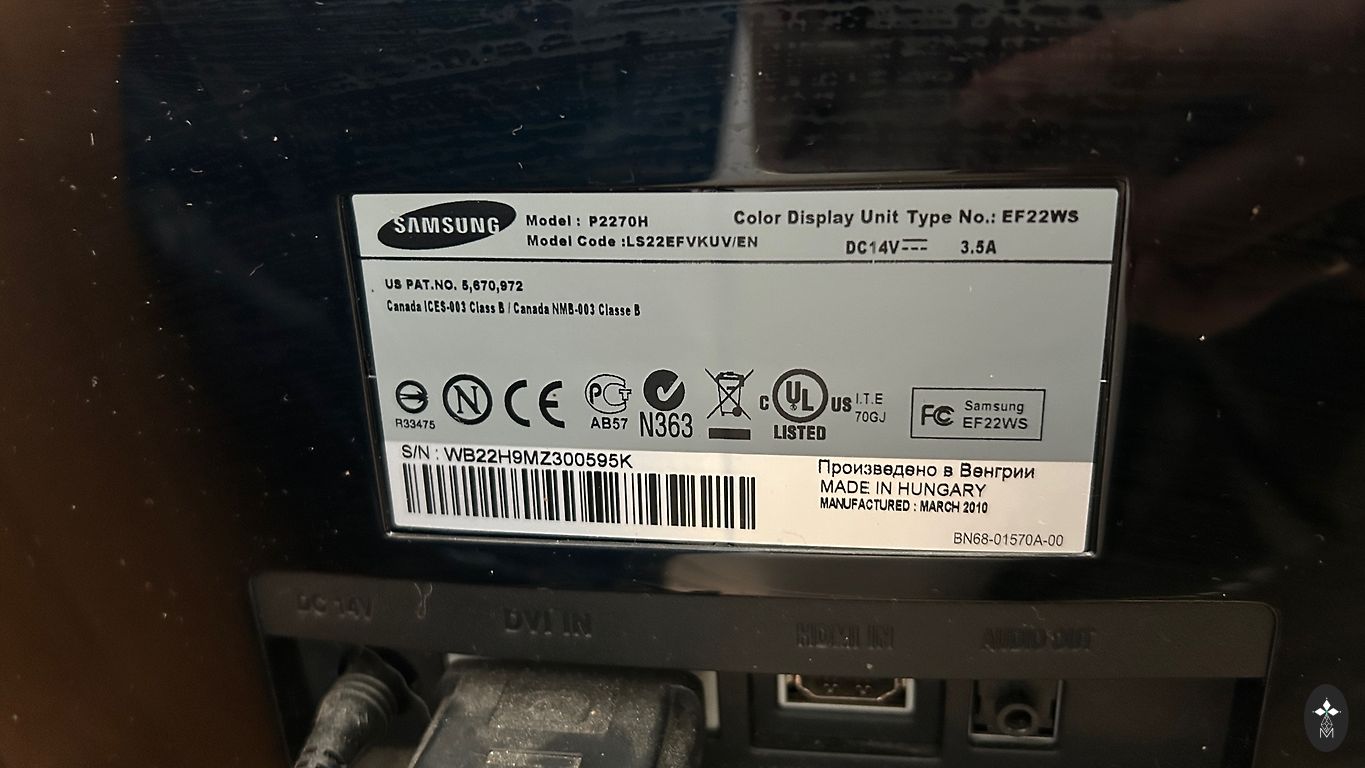 SAMSUNG
Model : P2270H
Model Code :LS22EFVKUV/EN
Color Display Unit Type No.: EF22WS
DC14V 3.5A
US PAT.NO. 5,670,972
Canada ICES-003 Class B / Canada NMB-003 Classe B
R33475
N
CE
PCT
AB57
N363
C UL US
LISTED
I.T.E
70GJ
FC
Samsung
EF22WS
S/N : WB22H9MZ300595K
Произведено в Венгрии
MADE IN HUNGARY
MANUFACTURED : MARCH 2010
BN68-01570A-00
DC 14V
DVI IN
HDMI IN
AUDIO OUT
M